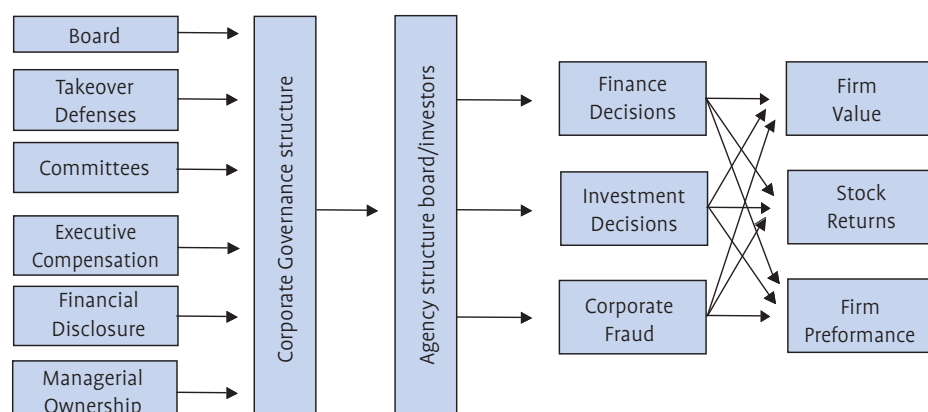 Board
Takeover
Defenses
Committees
Executive
Compensation
Financial
Disclosure
Managerial
Ownership
Corporate Governance structure
Agency structure board/investors
Finance
Decisions
Investment
Decisions
Corporate
Fraud
Firm
Value
Stock
Returns
Firm
Preformance